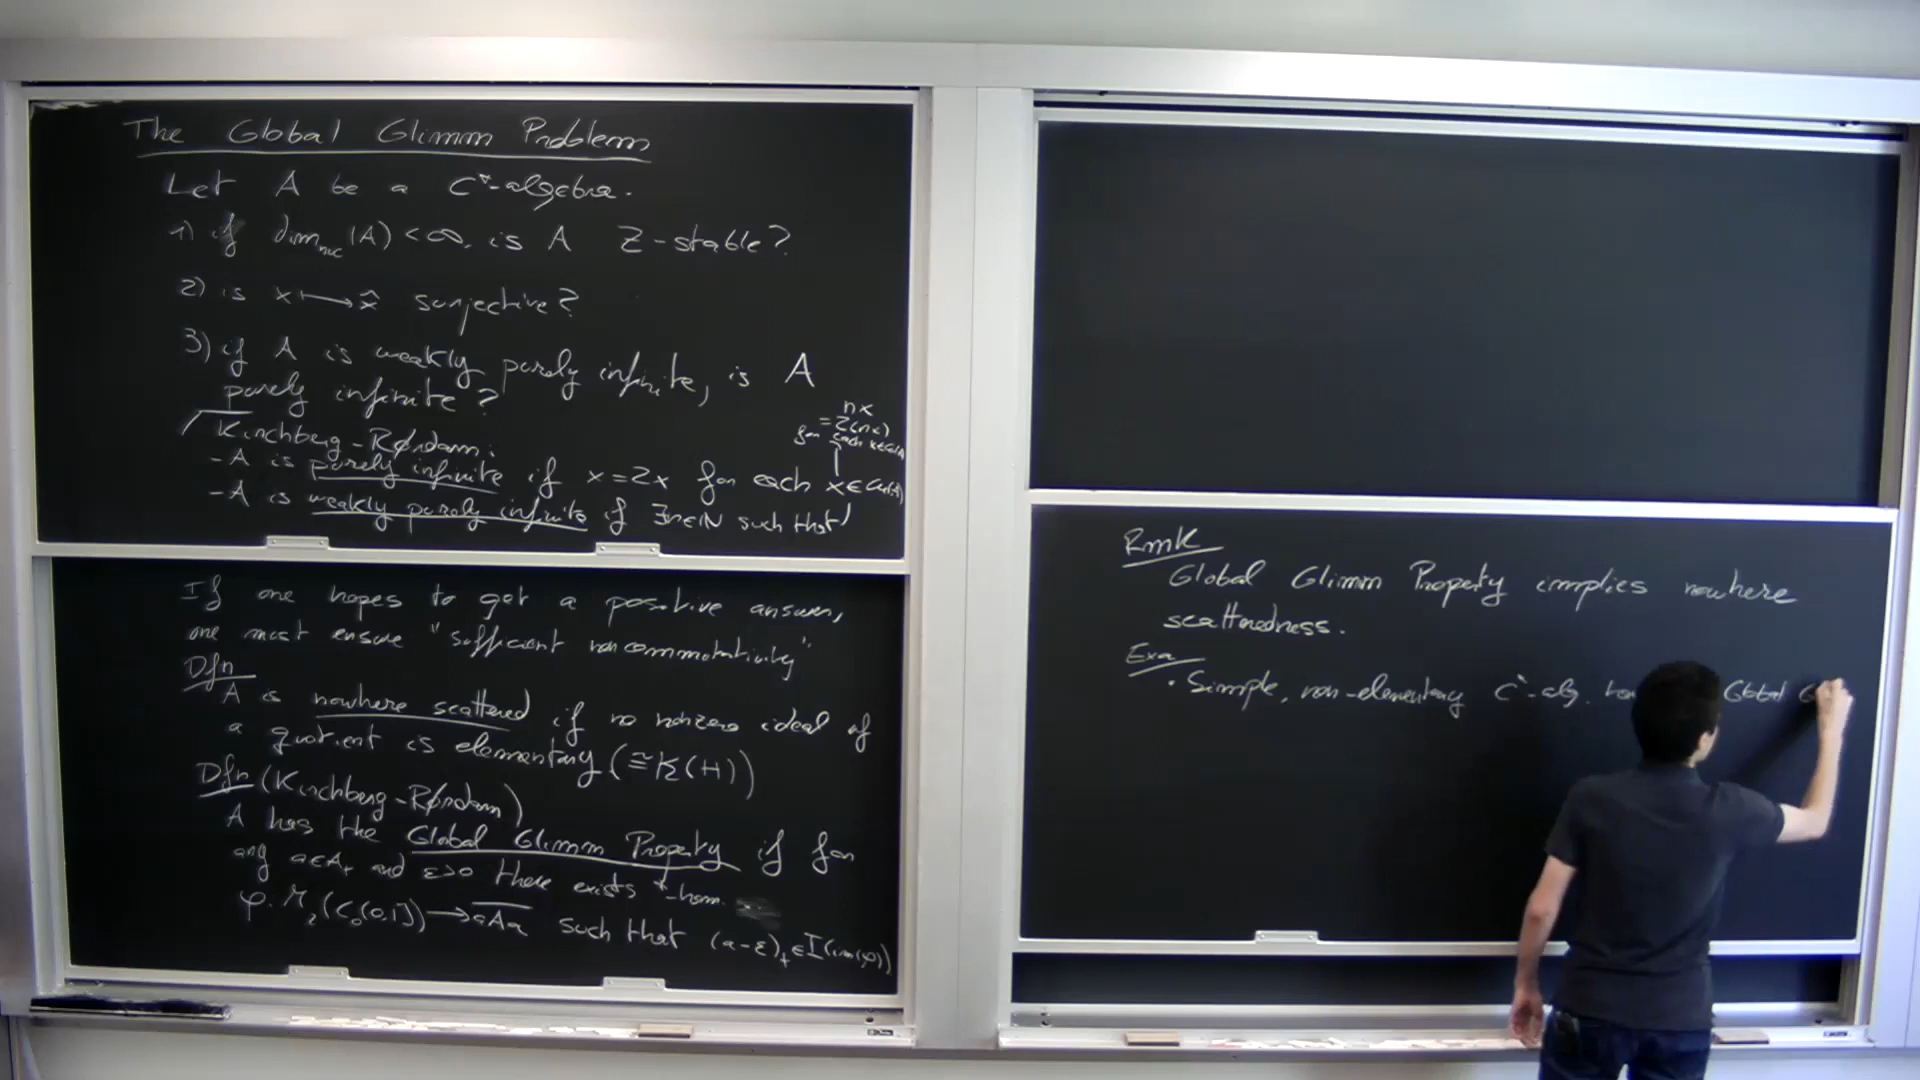 The Global Glimm Problem
Let A be a C*-algebra.
1) if dim_nuc(A) < ∞, is A Z-stable?
2) is x ↦ x̂ surjective?
3) if A is weakly purely infinite, is A
purely infinite?
Kirchberg-Rørdam:
- A is purely infinite if x = 2x for each x ∈ Cu(A)
- A is weakly purely infinite if ∃n∈N such that
nx
= 2(nx)
for each x∈Cu(A)
If one hopes to get a positive answer,
one must ensure "sufficient noncommutativity"
Dfn
A is nowhere scattered if no nonzero ideal of
a quotient is elementary (≅K(H))
Dfn (Kirchberg-Rørdam)
A has the Global Glimm Property if for
any a∈A₊ and ε>0 there exists *-hom.
φ: M₂(C₀(0,1]) → \overline{aAa} such that (a-ε)₊ ∈ I(im(φ))
Rmk
Global Glimm Property implies nowhere
scatteredness.
Exa
• Simple, non-elementary C*-alg. Global G